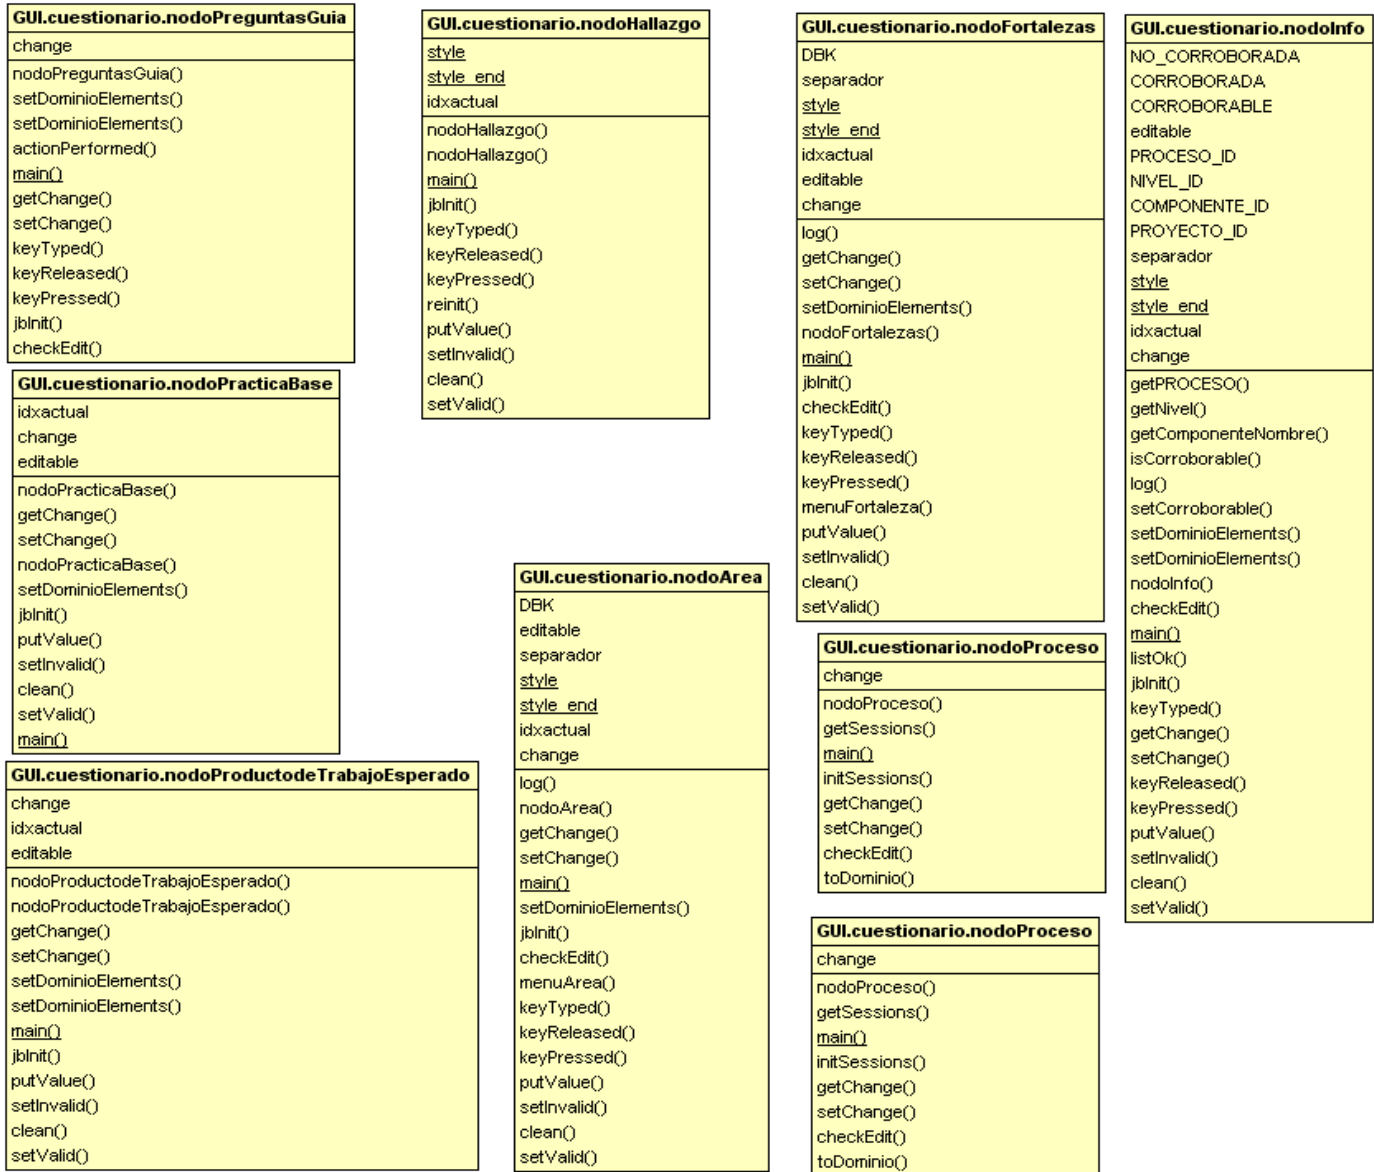 GUI.cuestionario.nodoPreguntasGuia
change
nodoPreguntasGuia()
setDominioElements()
setDominioElements()
actionPerformed()
main()
getChange()
setChange()
keyTyped()
keyReleased()
keyPressed()
jbInit()
checkEdit()
GUI.cuestionario.nodoPracticaBase
idxactual
change
editable
nodoPracticaBase()
getChange()
setChange()
nodoPracticaBase()
setDominioElements()
jbInit()
putValue()
setInvalid()
clean()
setValid()
main()
GUI.cuestionario.nodoProductodeTrabajoEsperado
change
idxactual
editable
nodoProductodeTrabajoEsperado()
nodoProductodeTrabajoEsperado()
getChange()
setChange()
setDominioElements()
setDominioElements()
main()
jbInit()
putValue()
setInvalid()
clean()
setValid()
GUI.cuestionario.nodoHallazgo
style
style_end
idxactual
nodoHallazgo()
nodoHallazgo()
main()
jbInit()
keyTyped()
keyReleased()
keyPressed()
reinit()
putValue()
setInvalid()
clean()
setValid()
GUI.cuestionario.nodoArea
DBK
editable
separador
style
style_end
idxactual
change
log()
nodoArea()
getChange()
setChange()
main()
setDominioElements()
jbInit()
checkEdit()
menuArea()
keyTyped()
keyReleased()
keyPressed()
putValue()
setInvalid()
clean()
setValid()
GUI.cuestionario.nodoFortalezas
DBK
separador
style
style_end
idxactual
editable
change
log()
getChange()
setChange()
setDominioElements()
nodoFortalezas()
main()
jbInit()
checkEdit()
keyTyped()
keyReleased()
keyPressed()
menuFortaleza()
putValue()
setInvalid()
clean()
setValid()
GUI.cuestionario.nodoProceso
change
nodoProceso()
getSessions()
main()
initSessions()
getChange()
setChange()
checkEdit()
toDominio()
GUI.cuestionario.nodoProceso
change
nodoProceso()
getSessions()
main()
initSessions()
getChange()
setChange()
checkEdit()
toDominio()
GUI.cuestionario.nodoInfo
NO_CORROBORADA
CORROBORADA
CORROBORABLE
editable
PROCESO_ID
NIVEL_ID
COMPONENTE_ID
PROYECTO_ID
separador
style
style_end
idxactual
change
getPROCESO()
getNivel()
getComponenteNombre()
isCorroborable()
log()
setCorroborable()
setDominioElements()
setDominioElements()
nodoInfo()
checkEdit()
main()
listOk()
jbInit()
keyTyped()
getChange()
setChange()
keyReleased()
keyPressed()
putValue()
setInvalid()
clean()
setValid()